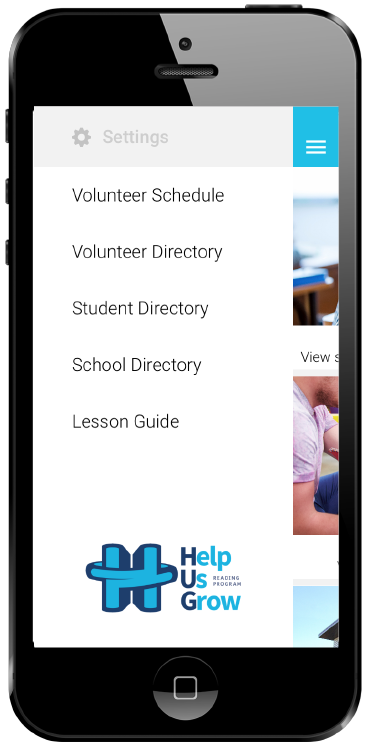 Settings
Volunteer Schedule
Volunteer Directory
Student Directory
School Directory
Lesson Guide
View s
Help
Us READING PROGRAM
Grow